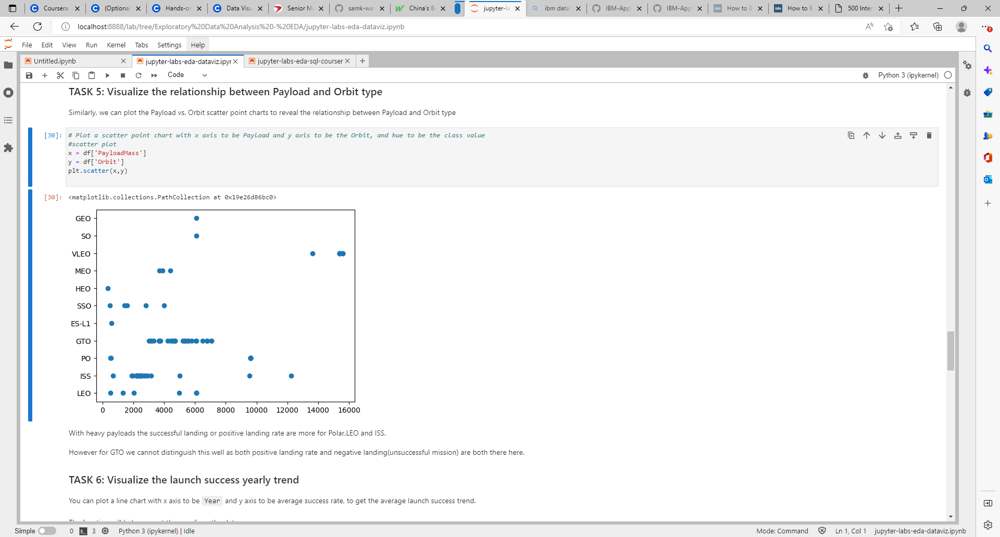 Coursera
(Optional
Hands-on
Data Visu
Senior Ma
samk-wat
China's Be
jupyter-la
ibm datas
IBM-Appl
IBM-Appl
How to B
How to B
500 Inter
localhost:8888/lab/tree/Exploratory%20Data%20Analysis%20-%20EDA/jupyter-labs-eda-dataviz.ipynb
File Edit View Run Kernel Tabs Settings Help
Untitled.ipynb
jupyter-labs-eda-dataviz.ipyr
jupyter-labs-eda-sql-courser
Code
Python 3 (ipykernel)
TASK 5: Visualize the relationship between Payload and Orbit type
Similarly, we can plot the Payload vs. Orbit scatter point charts to reveal the relationship between Payload and Orbit type
[30]: # Plot a scatter point chart with x axis to be Payload and y axis to be the Orbit, and hue to be the class value
#scatter plot
x = df['PayloadMass']
y = df['Orbit']
plt.scatter(x,y)
[30]: <matplotlib.collections.PathCollection at 0x19e26d86bc0>
GEO
SO
VLEO
MEO
HEO
SSO
ES-L1
GTO
PO
ISS
LEO
0 2000 4000 6000 8000 10000 12000 14000 16000
With heavy payloads the successful landing or positive landing rate are more for Polar,LEO and ISS.
However for GTO we cannot distinguish this well as both positive landing rate and negative landing(unsuccessful mission) are both there here.
TASK 6: Visualize the launch success yearly trend
You can plot a line chart with x axis to be Year and y axis to be average success rate, to get the average launch success trend.
Simple 0 3 Python 3 (ipykernel) | Idle
Mode: Command Ln 1, Col 1 jupyter-labs-eda-dataviz.ipynb